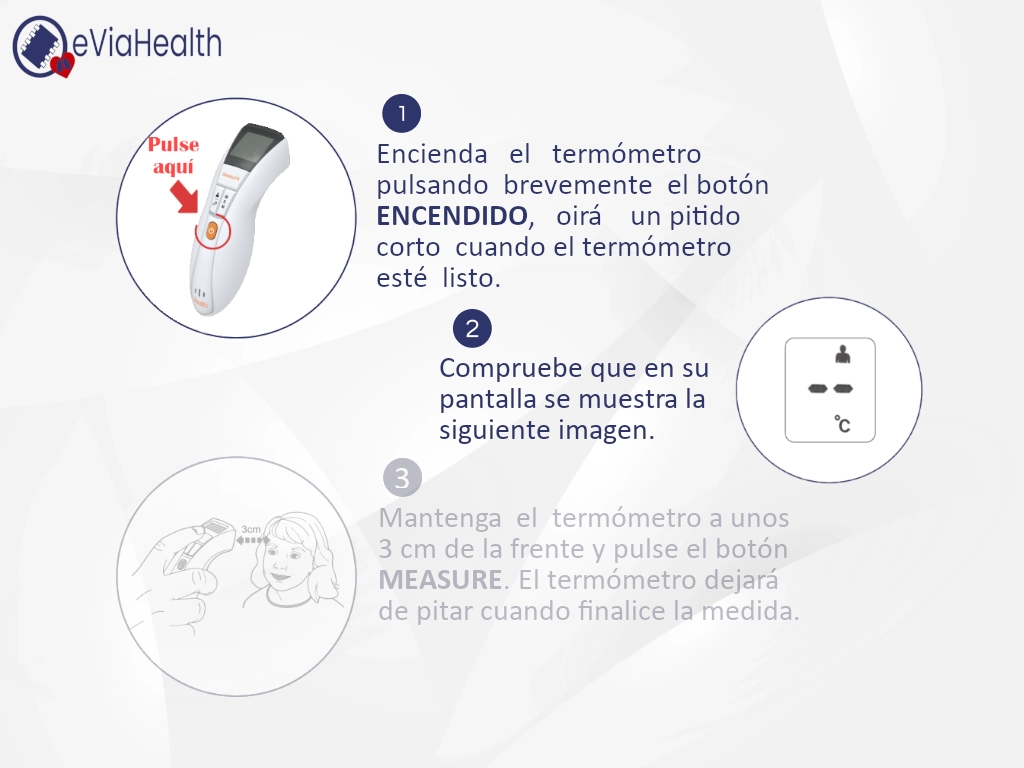 eViaHealth
1
Pulse
aquí
Encienda el termómetro
pulsando brevemente el botón
ENCENDIDO, oirá un pitido
corto cuando el termómetro
esté listo.
2
Compruebe que en su
pantalla se muestra la
siguiente imagen.
°C
3
3cm
Mantenga el termómetro a unos
3 cm de la frente y pulse el botón
MEASURE. El termómetro dejará
de pitar cuando finalice la medida.